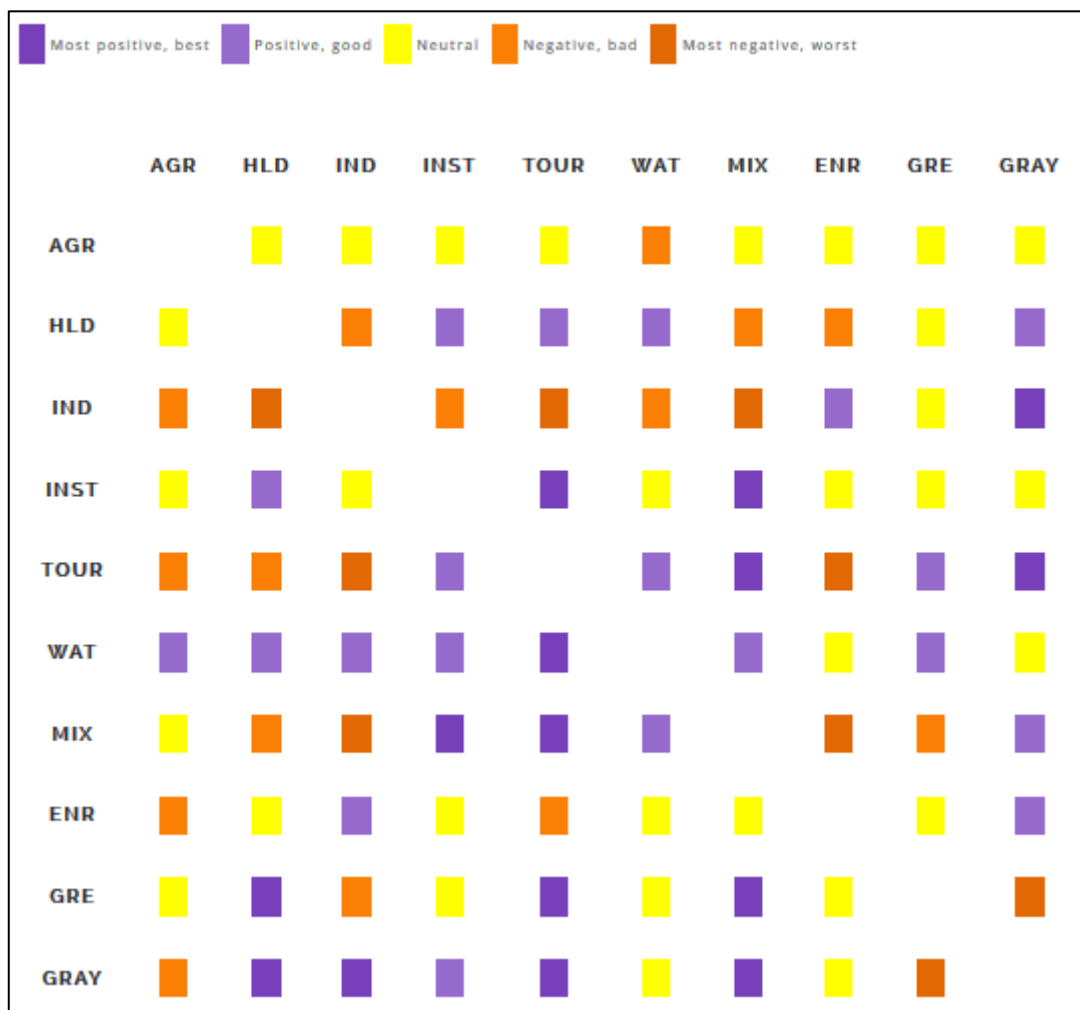 Most positive, best Positive, good Neutral Negative, bad Most negative, worst
AGR HLD IND INST TOUR WAT MIX ENR GRE GRAY
AGR
HLD
IND
INST
TOUR
WAT
MIX
ENR
GRE
GRAY